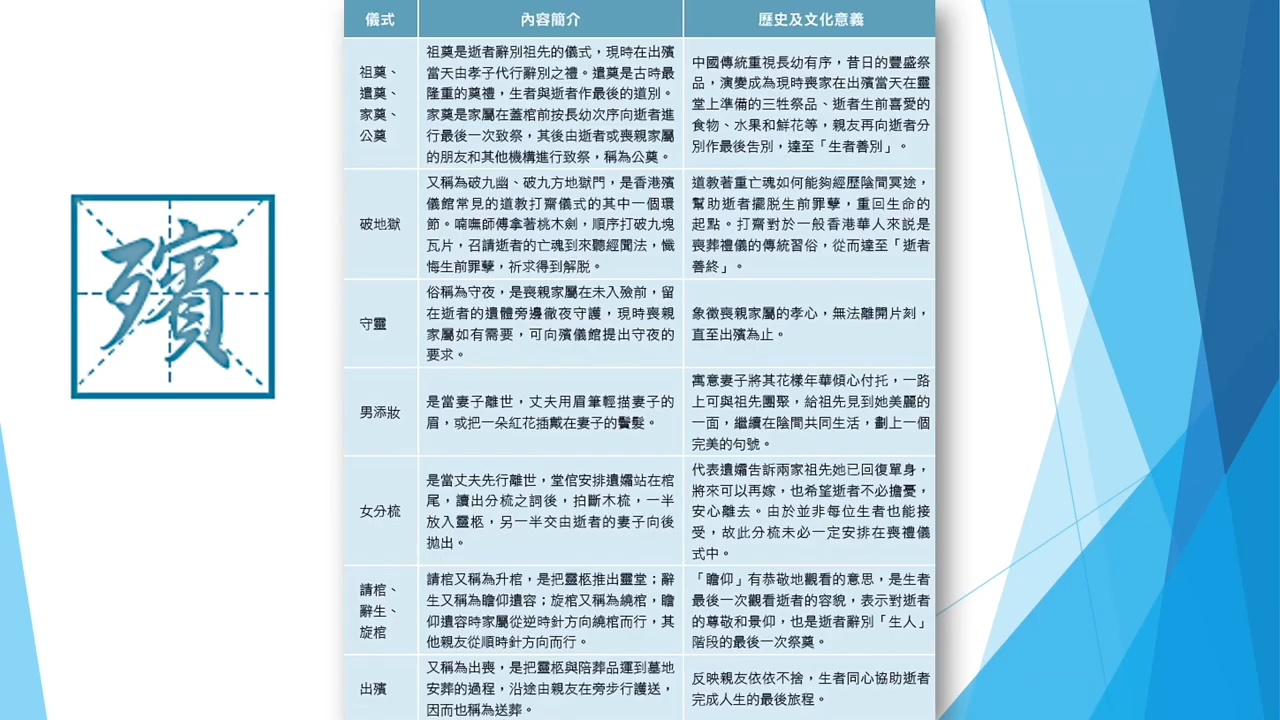 殯
儀式
內容簡介
歷史及文化意義
祖奠、
遣奠、
家奠、
公奠
祖奠是逝者辭別祖先的儀式，現時在出殯
當天由孝子代行辭別之禮。遣奠是古時最
隆重的奠禮，生者與逝者作最後的道別。
家奠是家屬在蓋棺前按長幼次序向逝者進
行最後一次致祭，其後由逝者或喪親家屬
的朋友和其他機構進行致祭，稱為公奠。
中國傳統重視長幼有序，昔日的豐盛祭
品，演變成為現時喪家在出殯當天在靈
堂上準備的三牲祭品、逝者生前喜愛的
食物、水果和鮮花等，親友再向逝者分
別作最後告別，達至「生者善別」。
破地獄
又稱為破九幽、破九方地獄門，是香港殯
儀館常見的道教打齋儀式的其中一個環
節。喃嘸師傅拿著桃木劍，順序打破九塊
瓦片，召請逝者的亡魂到來聽經聞法，懺
悔生前罪孽，祈求得到解脫。
道教著重亡魂如何能夠經歷陰間冥途，
幫助逝者擺脫生前罪孽，重回生命的
起點。打齋對於一般香港華人來說是
喪葬禮儀的傳統習俗，從而達至「逝者
善終」。
守靈
俗稱為守夜，是喪親家屬在未入殮前，留
在逝者的遺體旁邊徹夜守護，現時喪親
家屬如有需要，可向殯儀館提出守夜的
要求。
象徵喪親家屬的孝心，無法離開片刻，
直至出殯為止。
男添妝
是當妻子離世，丈夫用眉筆輕描妻子的
眉，或把一朵紅花插戴在妻子的鬢髮。
寓意妻子將其花樣年華傾心付托，一路
上可與祖先團聚，給祖先見到她美麗的
一面，繼續在陰間共同生活，劃上一個
完美的句號。
女分梳
是當丈夫先行離世，堂倌安排遺孀站在棺
尾，讀出分梳之詞後，拍斷木梳，一半
放入靈柩，另一半交由逝者的妻子向後
拋出。
代表遺孀告訴兩家祖先她已回復單身，
將來可以再嫁，也希望逝者不必擔憂，
安心離去。由於並非每位生者也能接
受，故此分梳未必一定安排在喪禮儀
式中。
請棺、
辭生、
旋棺
請棺又稱為升棺，是把靈柩推出靈堂；辭
生又稱為瞻仰遺容；旋棺又稱為繞棺，瞻
仰遺容時家屬從逆時針方向繞棺而行，其
他親友從順時針方向而行。
「瞻仰」有恭敬地觀看的意思，是生者
最後一次觀看逝者的容貌，表示對逝者
的尊敬和景仰，也是逝者辭別「生人」
階段的最後一次祭奠。
出殯
又稱為出喪，是把靈柩與陪葬品運到墓地
安葬的過程，沿途由親友在旁步行護送，
因而也稱為送葬。
反映親友依依不捨，生者同心協助逝者
完成人生的最後旅程。